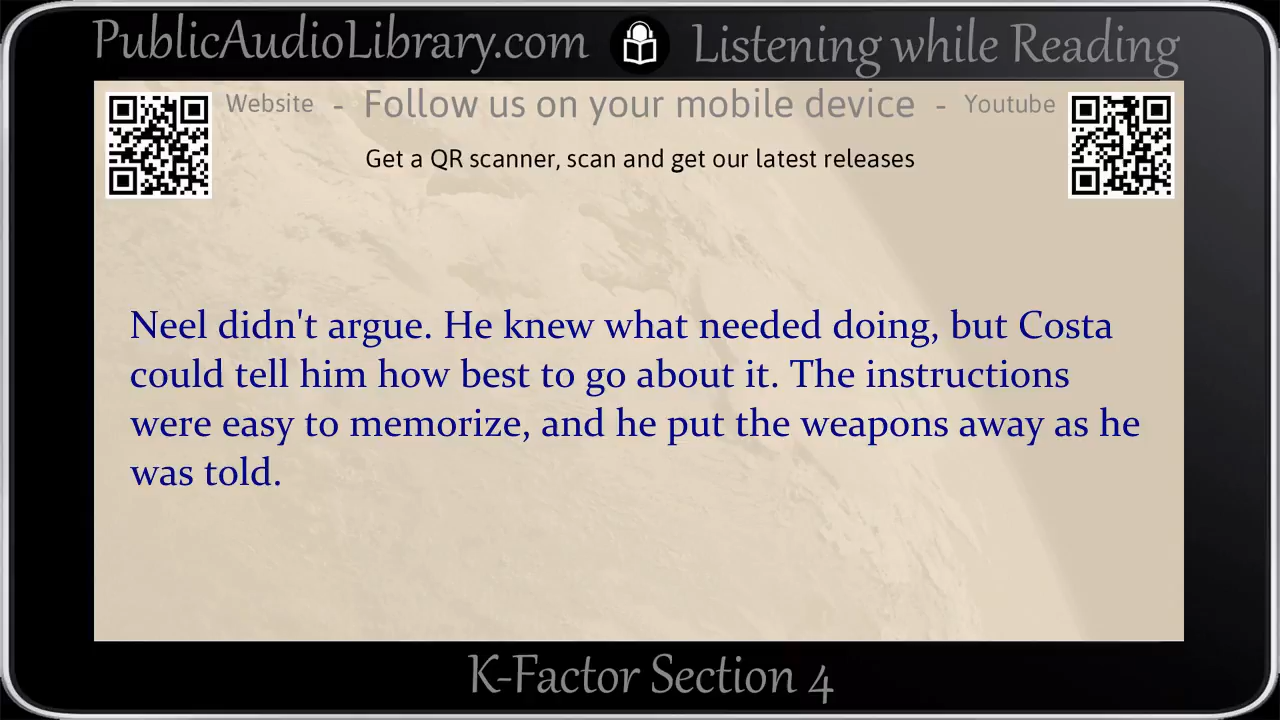 PublicAudioLibrary.com Listening while Reading
Website - Follow us on your mobile device - Youtube
Get a QR scanner, scan and get our latest releases
Neel didn't argue. He knew what needed doing, but Costa
could tell him how best to go about it. The instructions
were easy to memorize, and he put the weapons away as he
was told.
K-Factor Section 4